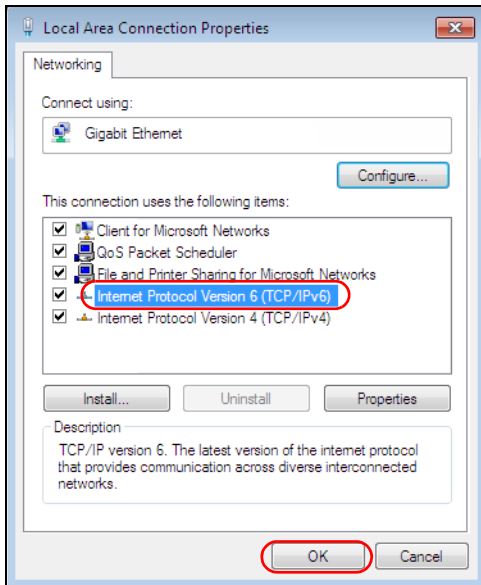 Local Area Connection Properties
Networking
Connect using:
Gigabit Ethernet
Configure...
This connection uses the following items:
Client for Microsoft Networks
QoS Packet Scheduler
File and Printer Sharing for Microsoft Networks
Internet Protocol Version 6 (TCP/IPv6)
Internet Protocol Version 4 (TCP/IPv4)
Install... Uninstall Properties
Description
TCP/IP version 6. The latest version of the internet protocol
that provides communication across diverse interconnected
networks.
OK Cancel